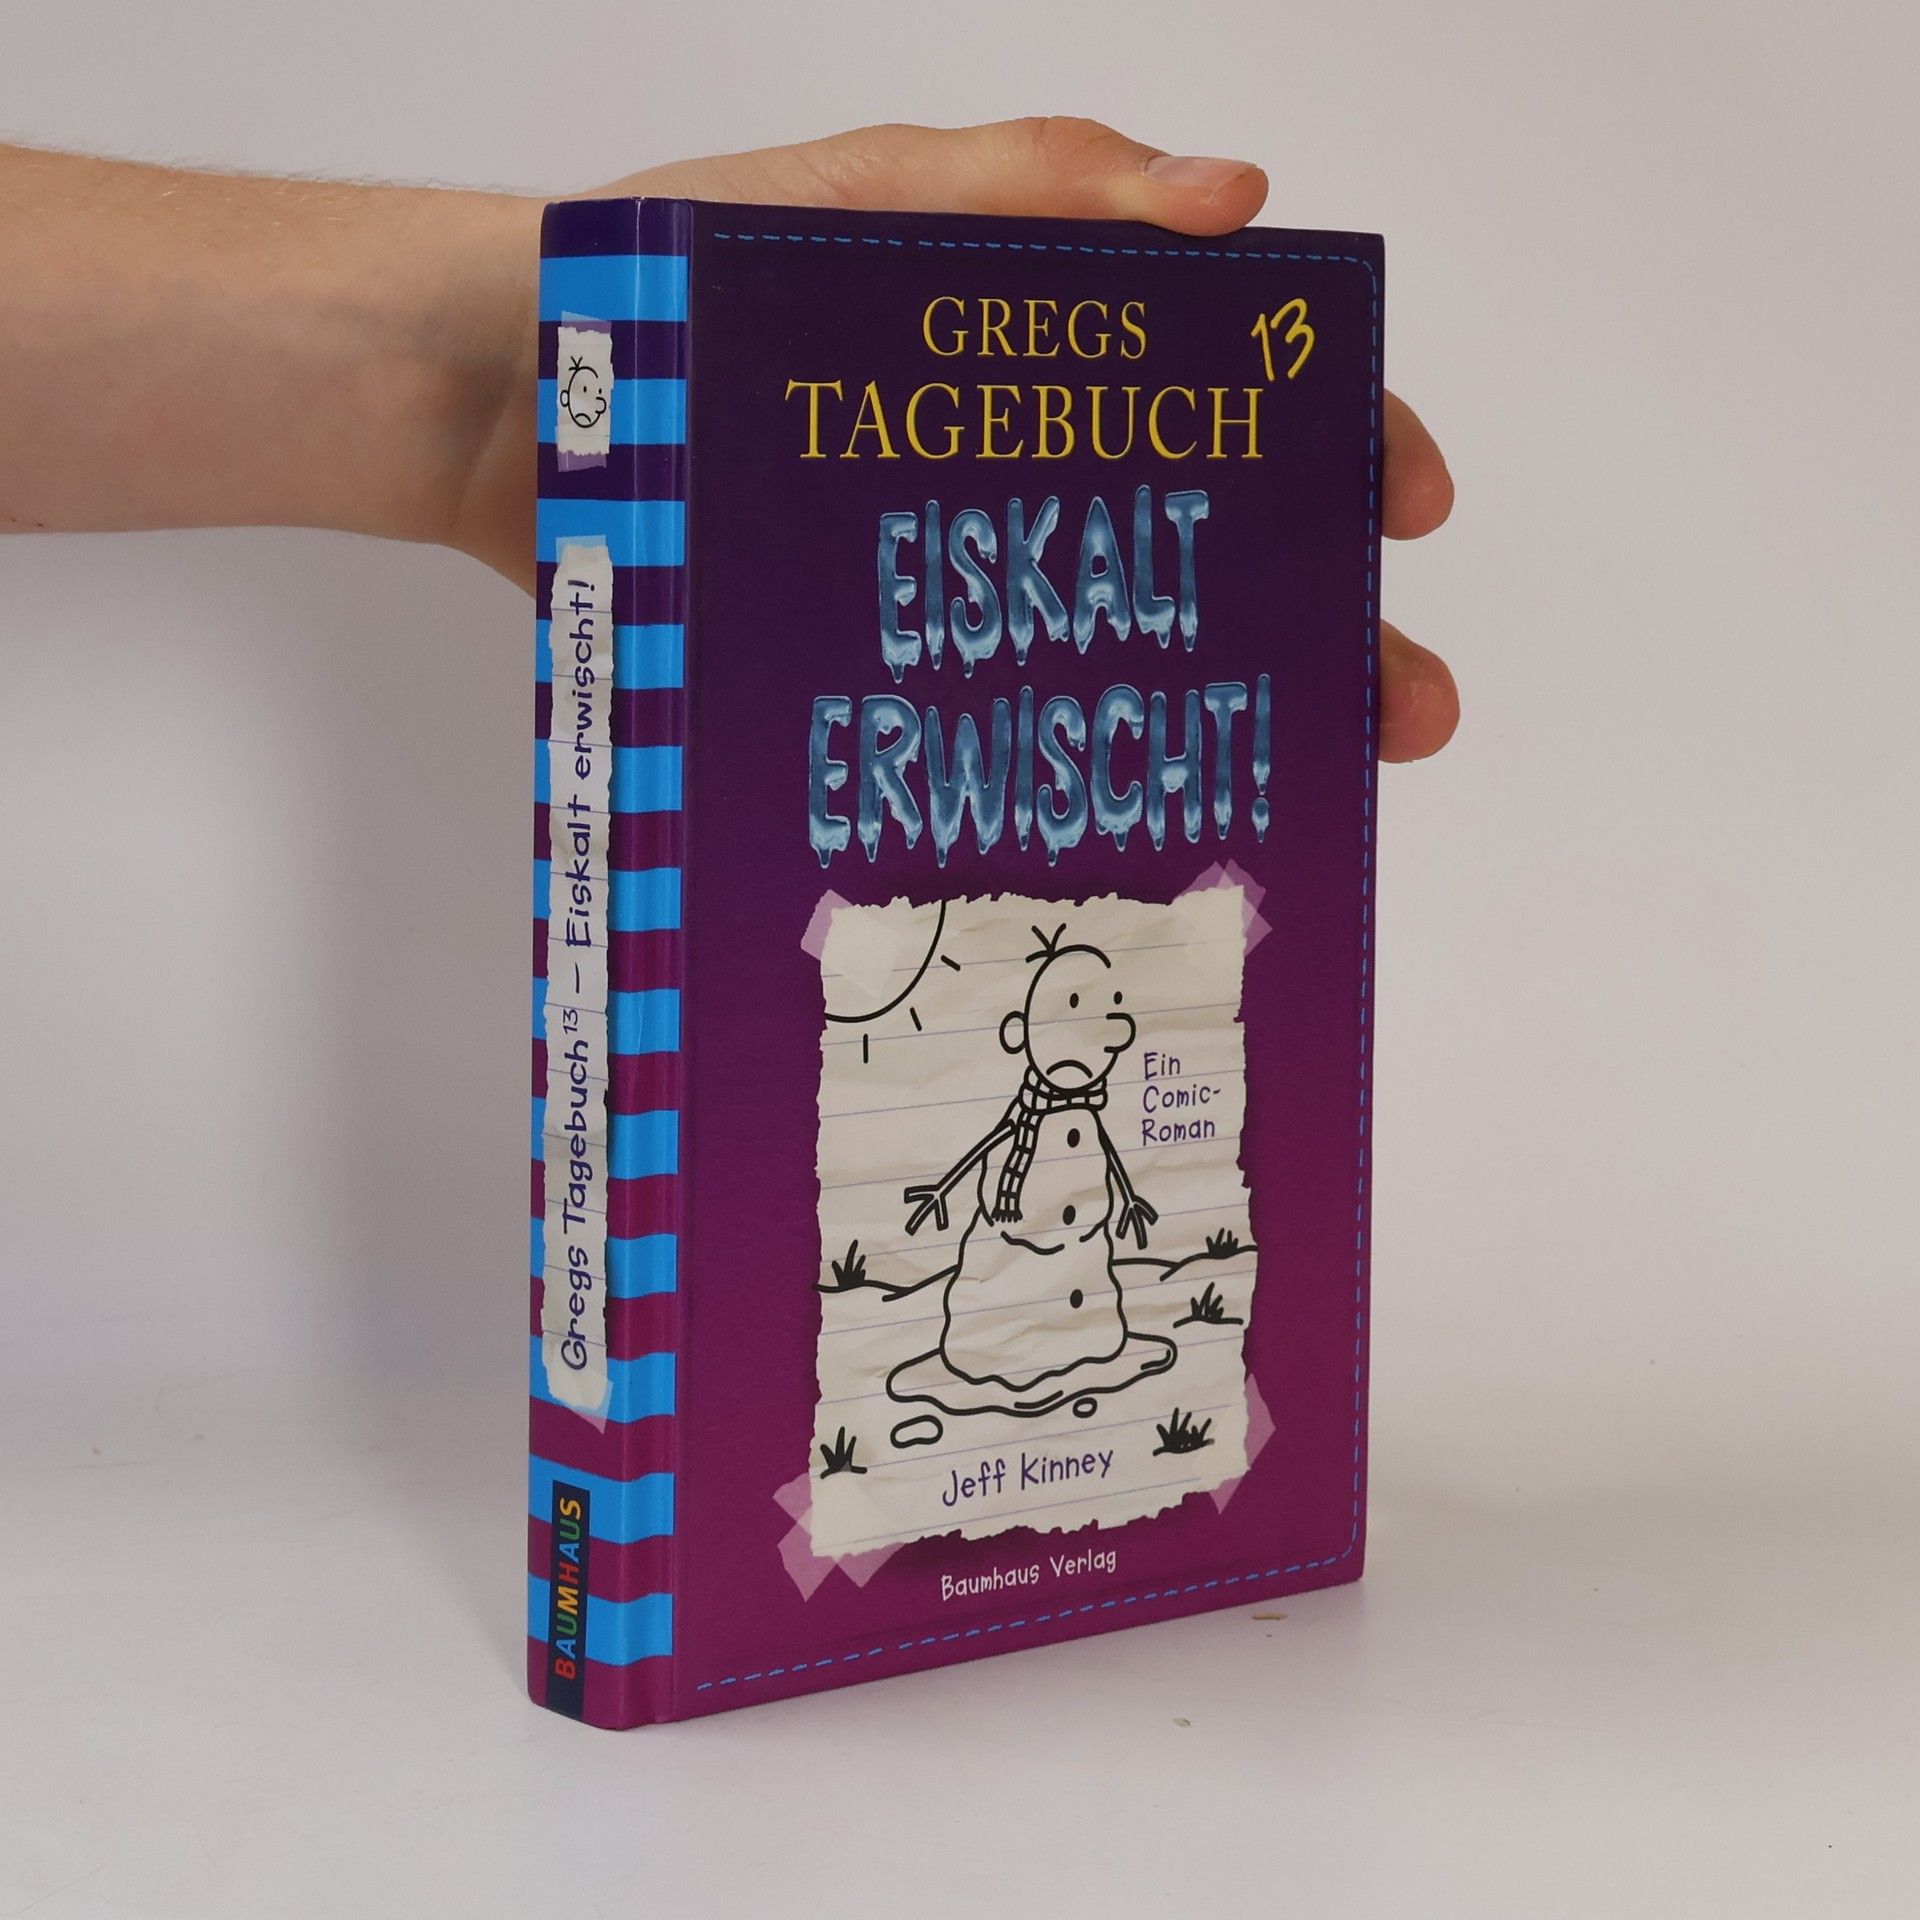 Gregs Tagebuch 13 – Eiskalt erwischt!
BAUMHAUS
GREGS
TAGEBUCH 13
EISKALT
ERWISCHT!
Ein
Comic-
Roman
Jeff Kinney
Baumhaus Verlag